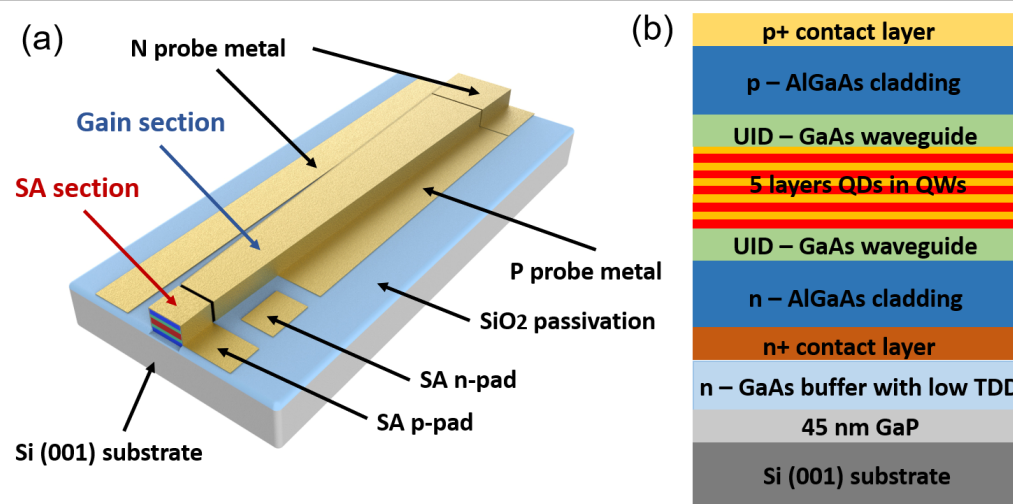 (a)
N probe metal
Gain section
SA section
P probe metal
SiO2 passivation
SA n-pad
SA p-pad
Si (001) substrate
(b)
p+ contact layer
p – AlGaAs cladding
UID – GaAs waveguide
5 layers QDs in QWs
UID – GaAs waveguide
n – AlGaAs cladding
n+ contact layer
n – GaAs buffer with low TDD
45 nm GaP
Si (001) substrate